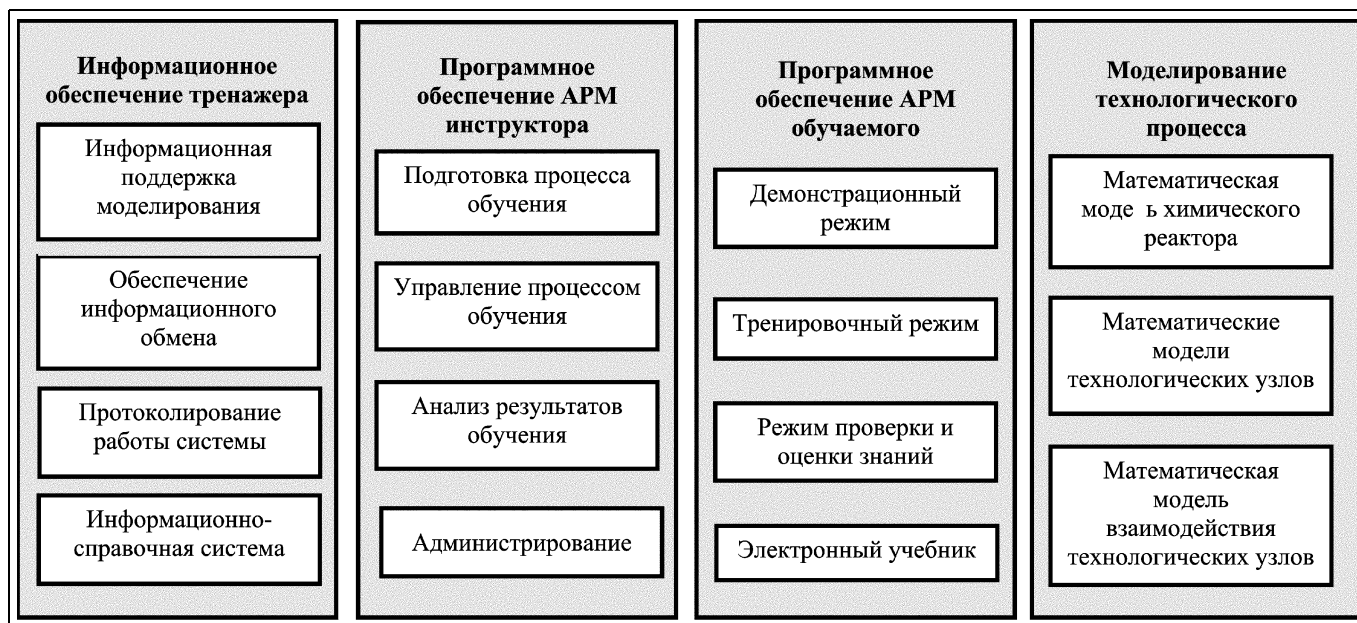 Информационное
обеспечение тренажера
Информационная
поддержка
моделирования
Обеспечение
информационного
обмена
Протоколирование
работы системы
Информационно-
справочная система
Программное
обеспечение АРМ
инструктора
Подготовка процесса
обучения
Управление процессом
обучения
Анализ результатов
обучения
Администрирование
Программное
обеспечение АРМ
обучаемого
Демонстрационный
режим
Тренировочный режим
Режим проверки и
оценки знаний
Электронный учебник
Моделирование
технологического
процесса
Математическая
моде ь химического
реактора
Математические
модели
технологических узлов
Математическая
модель
взаимодействия
технологических узлов